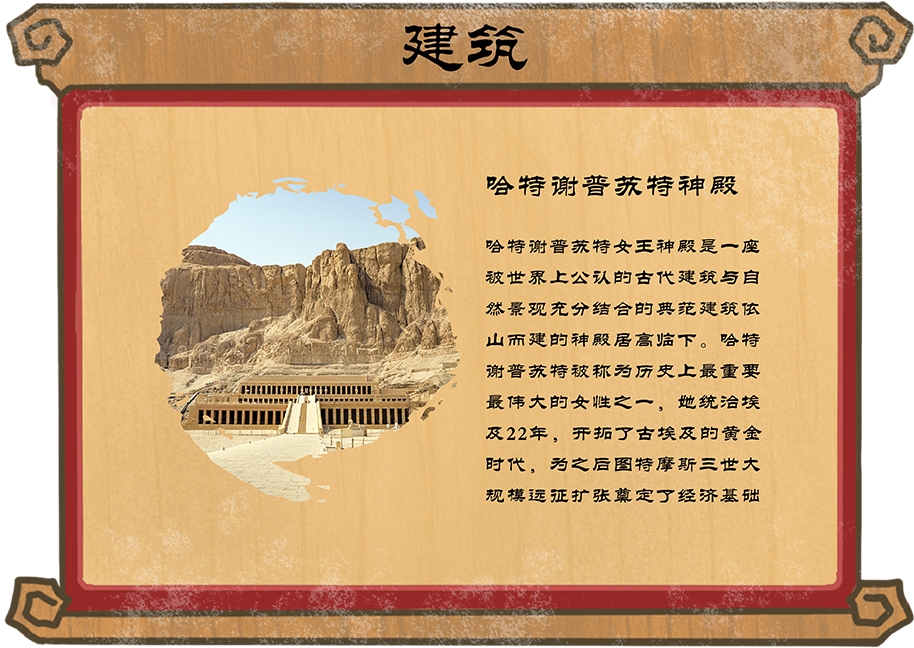 建筑
哈特谢普苏特神殿
哈特谢普苏特女王神殿是一座
被世界上公认的古代建筑与自
然景观充分结合的典范建筑依
山而建的神殿居高临下。哈特
谢普苏特被称为历史上最重要
最伟大的女性之一，她统治埃
及22年，开拓了古埃及的黄金
时代，为之后图特摩斯三世大
规模远征扩张奠定了经济基础